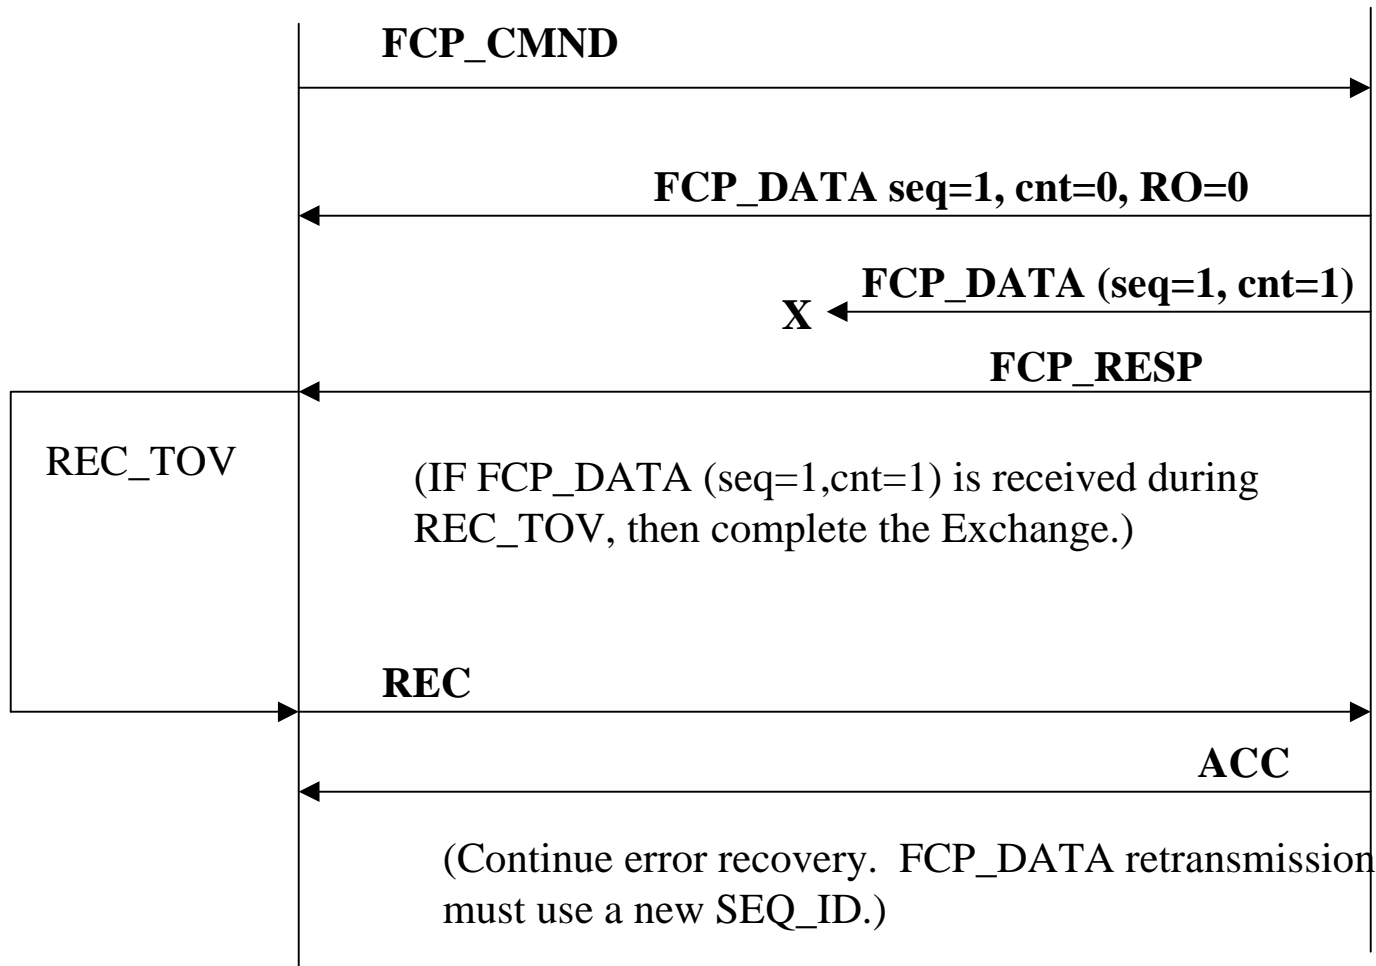 FCP_CMND
FCP_DATA seq=1, cnt=0, RO=0
FCP_DATA (seq=1, cnt=1)
X
FCP_RESP
REC_TOV
(IF FCP_DATA (seq=1,cnt=1) is received during
REC_TOV, then complete the Exchange.)
REC
ACC
(Continue error recovery.  FCP_DATA retransmission
must use a new SEQ_ID.)